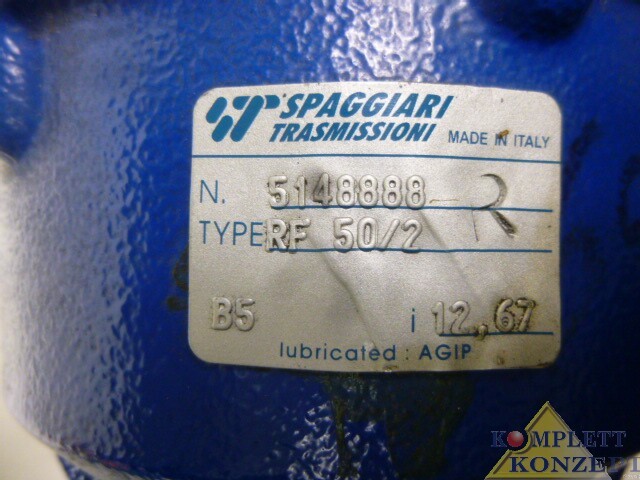 SPAGGIARI
TRASMISSIONI MADE IN ITALY
N. 5148888 R
TYPE RF 50/2
B5 i 12,67
lubricated : AGIP
KOMPLETT
KONZEPT